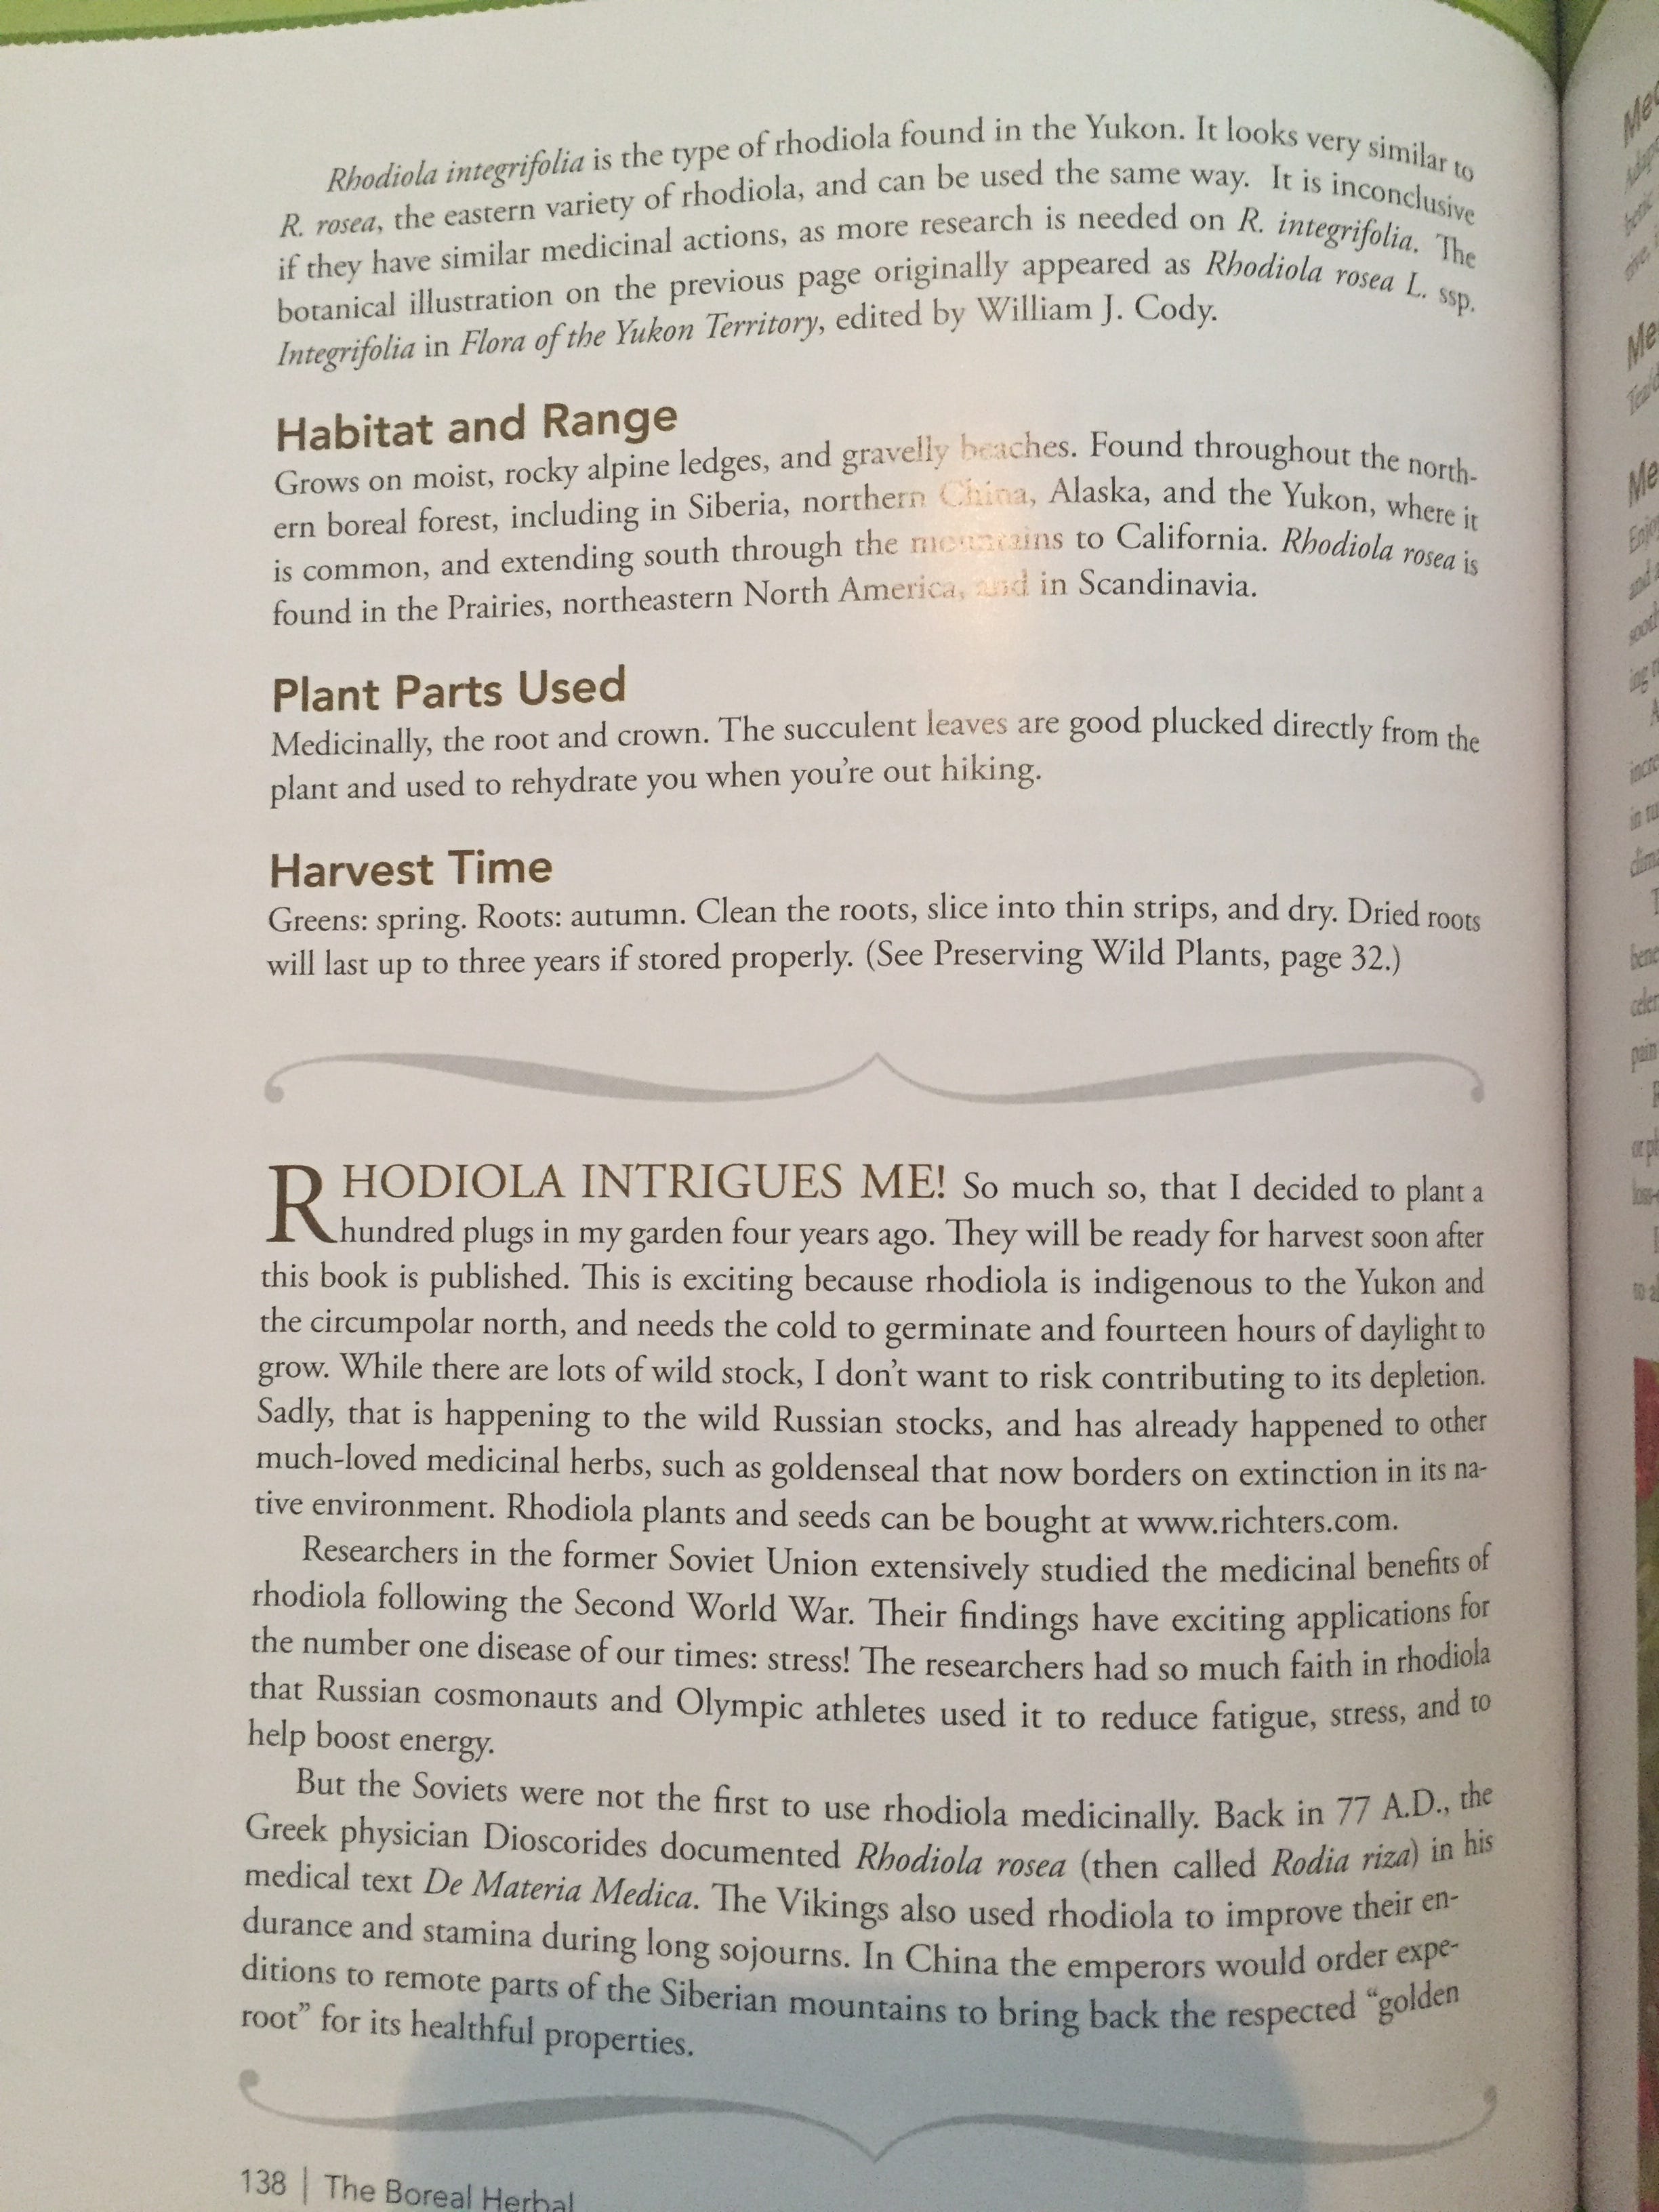 Rhodiola integrifolia is the type of rhodiola found in the Yukon. It looks very similar to
R. rosea, the eastern variety of rhodiola, and can be used the same way. It is inconclusive
if they have similar medicinal actions, as more research is needed on R. integrifolia. The
botanical illustration on the previous page originally appeared as Rhodiola rosea L. ssp.
Integrifolia in Flora of the Yukon Territory, edited by William J. Cody.
Habitat and Range
Grows on moist, rocky alpine ledges, and gravelly beaches. Found throughout the north-
ern boreal forest, including in Siberia, northern China, Alaska, and the Yukon, where it
is common, and extending south through the mountains to California. Rhodiola rosea is
found in the Prairies, northeastern North America, and in Scandinavia.
Plant Parts Used
Medicinally, the root and crown. The succulent leaves are good plucked directly from the
plant and used to rehydrate you when you're out hiking.
Harvest Time
Greens: spring. Roots: autumn. Clean the roots, slice into thin strips, and dry. Dried roots
will last up to three years if stored properly. (See Preserving Wild Plants, page 32.)
RHODIOLA INTRIGUES ME! So much so, that I decided to plant a
hundred plugs in my garden four years ago. They will be ready for harvest soon after
this book is published. This is exciting because rhodiola is indigenous to the Yukon and
the circumpolar north, and needs the cold to germinate and fourteen hours of daylight to
grow. While there are lots of wild stock, I don't want to risk contributing to its depletion.
Sadly, that is happening to the wild Russian stocks, and has already happened to other
much-loved medicinal herbs, such as goldenseal that now borders on extinction in its na-
tive environment. Rhodiola plants and seeds can be bought at www.richters.com.
Researchers in the former Soviet Union extensively studied the medicinal benefits of
rhodiola following the Second World War. Their findings have exciting applications for
the number one disease of our times: stress! The researchers had so much faith in rhodiola
that Russian cosmonauts and Olympic athletes used it to reduce fatigue, stress, and to
help boost energy.
But the Soviets were not the first to use rhodiola medicinally. Back in 77 A.D., the
Greek physician Dioscorides documented Rhodiola rosea (then called Rodia riza) in his
medical text De Materia Medica. The Vikings also used rhodiola to improve their en-
durance and stamina during long sojourns. In China the emperors would order expe-
ditions to remote parts of the Siberian mountains to bring back the respected "golden
root" for its healthful properties.
138 | The Boreal Herbal